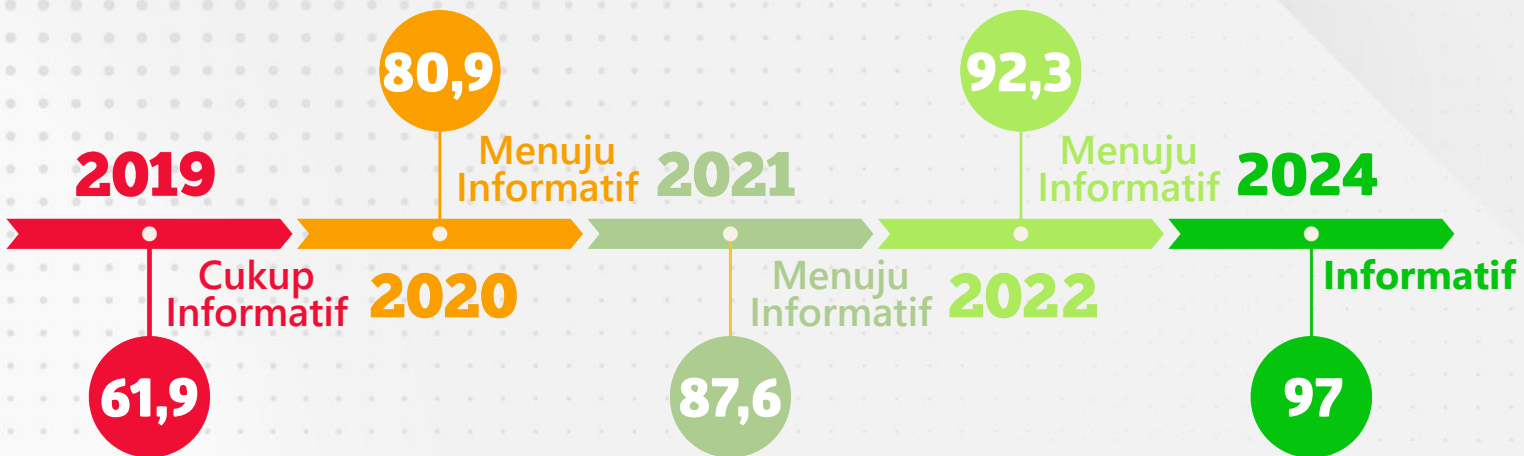 2019
61,9
Cukup
Informatif
80,9
Menuju
Informatif
2020
2021
87,6
Menuju
Informatif
92,3
Menuju
Informatif
2022
2024
97
Informatif